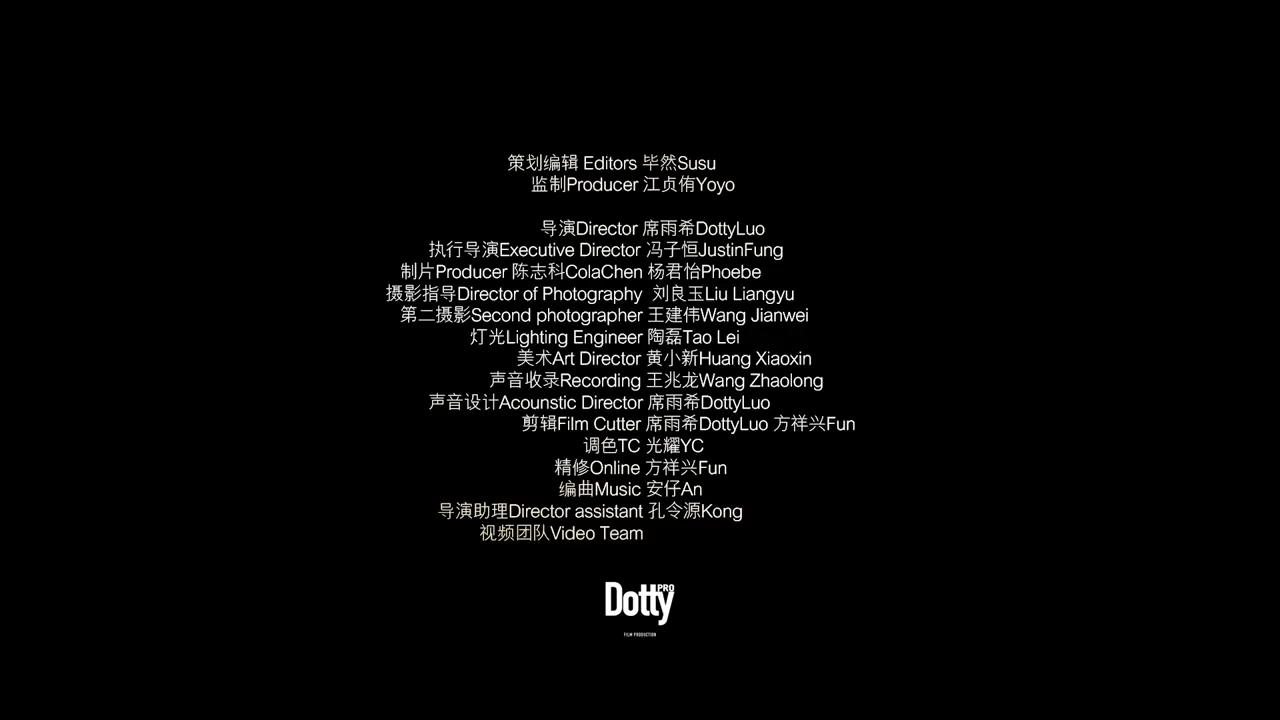 策划编辑 Editors 毕然Susu
监制Producer 江贞侑Yoyo
导演Director 席雨希DottyLuo
执行导演Executive Director 冯子恒JustinFung
制片Producer 陈志科ColaChen 杨君怡Phoebe
摄影指导Director of Photography 刘良玉Liu Liangyu
第二摄影Second photographer 王建伟Wang Jianwei
灯光Lighting Engineer 陶磊Tao Lei
美术Art Director 黄小新Huang Xiaoxin
声音收录Recording 王兆龙Wang Zhaolong
声音设计Acounstic Director 席雨希DottyLuo
剪辑Film Cutter 席雨希DottyLuo 方祥兴Fun
调色TC 光耀YC
精修Online 方祥兴Fun
编曲Music 安仔An
导演助理Director assistant 孔令源Kong
视频团队Video Team
Dotty PRO
FILM PRODUCTION